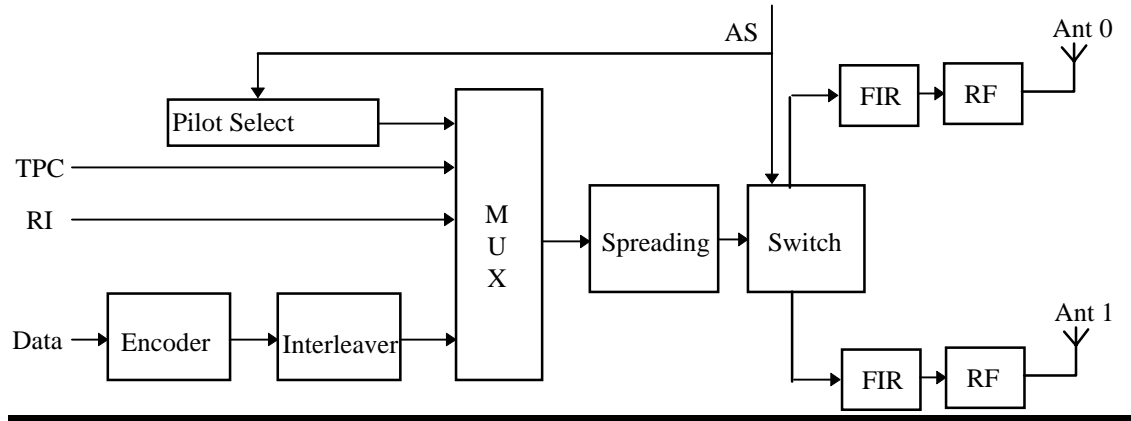 AS
Ant 0
FIR
RF
Pilot Select
TPC
RI
M
U
X
Spreading
Switch
Data
Encoder
Interleaver
Ant 1
FIR
RF